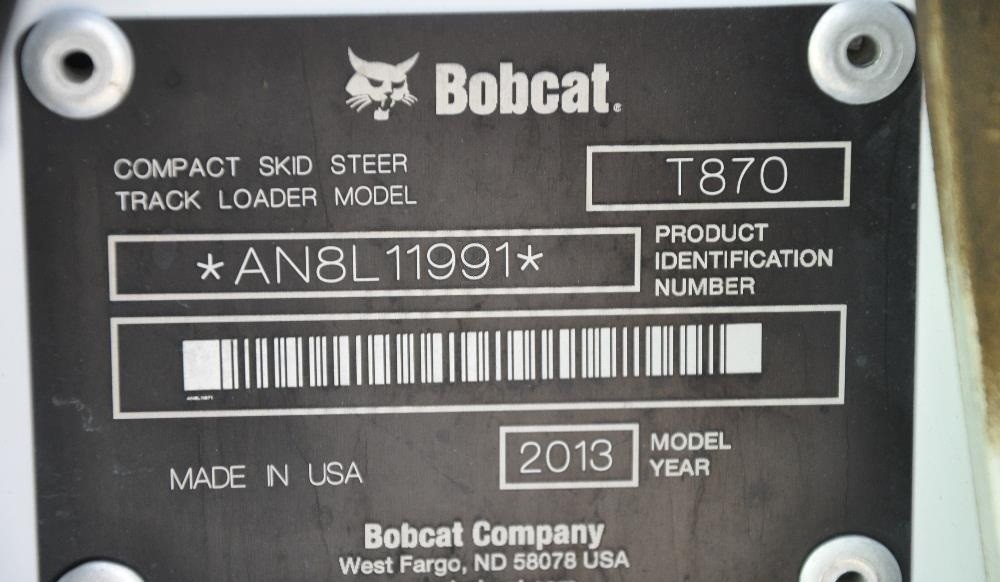 Bobcat.
COMPACT SKID STEER
TRACK LOADER MODEL
T870
*AN8L11991*
PRODUCT
IDENTIFICATION
NUMBER
MADE IN USA
2013
MODEL
YEAR
Bobcat Company
West Fargo, ND 58078 USA